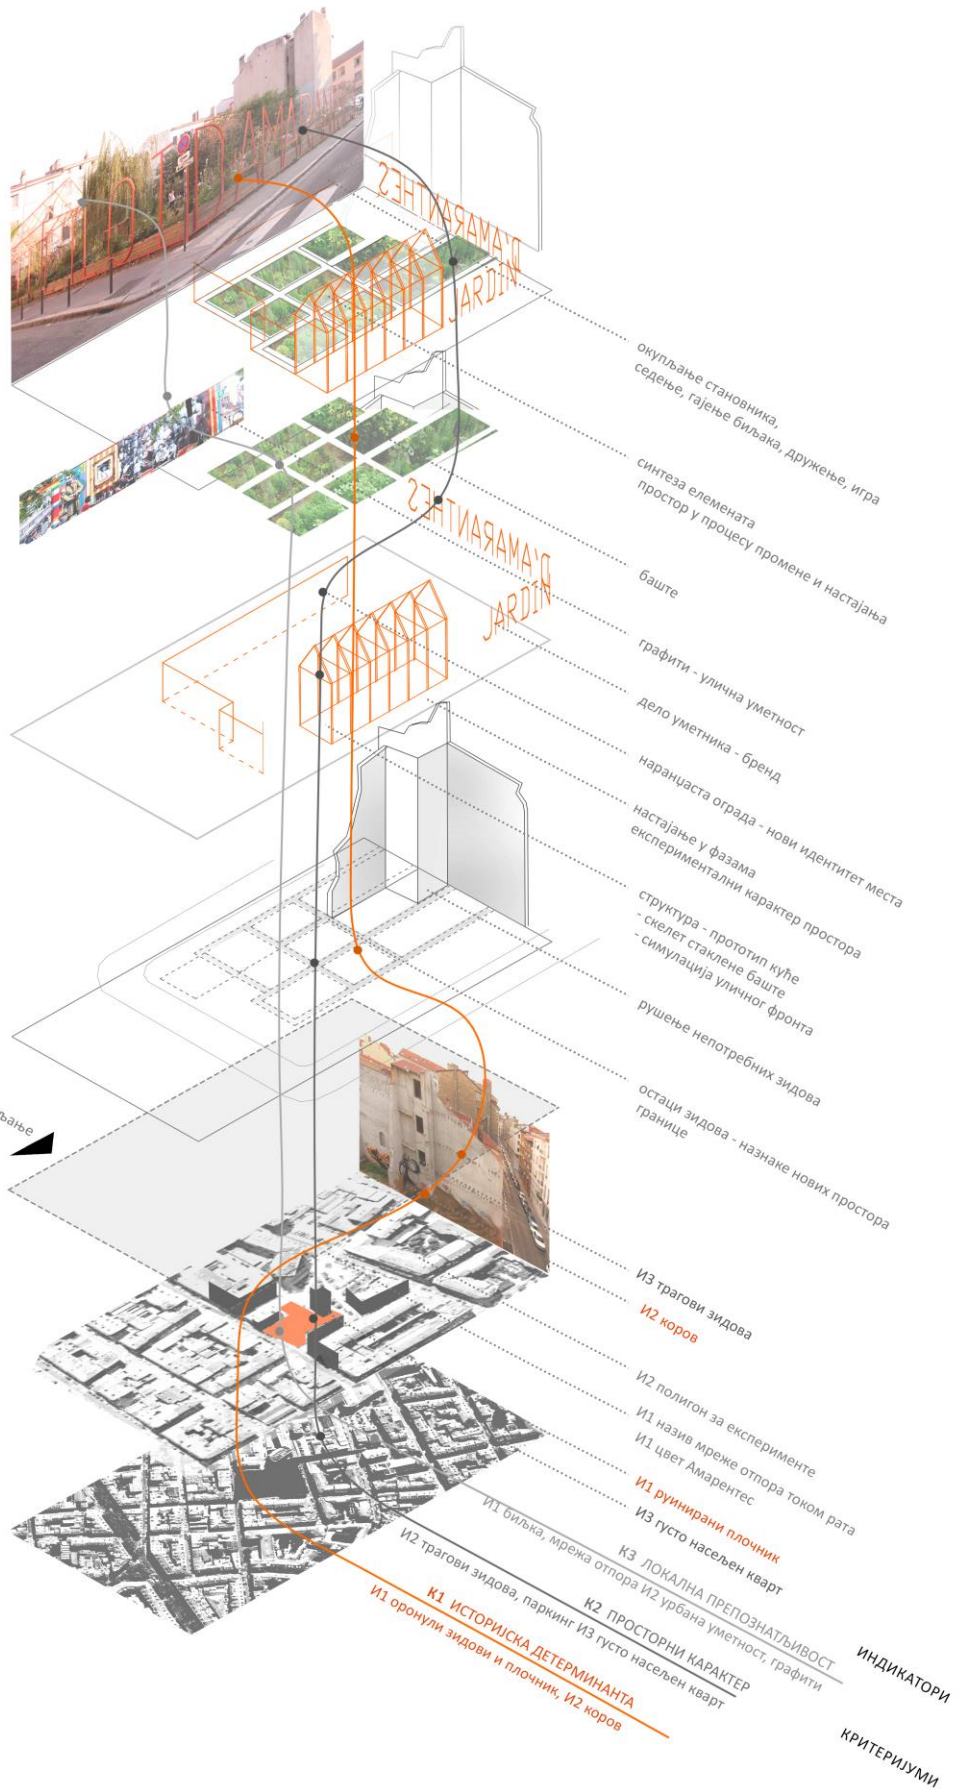 D'AMARANTHES
JARDIN
окупљање становника,
седење, гајење биљака, дружење, игра
синтеза елемената
простор у процесу промене и настајања
баште
D'AMARANTHES
JARDIN
графити - улична уметност
дело уметника - бренд
наранџаста ограда - нови идентитет места
настајање у фазама
експериментални карактер простора
структура - прототип куће
- скелет стаклене баште
- симулација уличног фронта
рушење непотребних зидова
остаци зидова - назнаке нових простора
границе
И3 трагови зидова
И2 коров
И2 полигон за експерименте
И1 назив мреже отпора током рата
И1 цвет Амарентес
И1 руинирани плочник
И3 густо насељен кварт
К3 ЛОКАЛНА ПРЕПОЗНАТЉИВОСТ
И1 биљка, мрежа отпора И2 урбана уметност, графити
К2 ПРОСТОРНИ КАРАКТЕР
И2 трагови зидова, паркинг И3 густо насељен кварт
К1 ИСТОРИЈСКА ДЕТЕРМИНАНТА
И1 оронули зидови и плочник, И2 коров
ИНДИКАТОРИ
КРИТЕРИЈУМИ